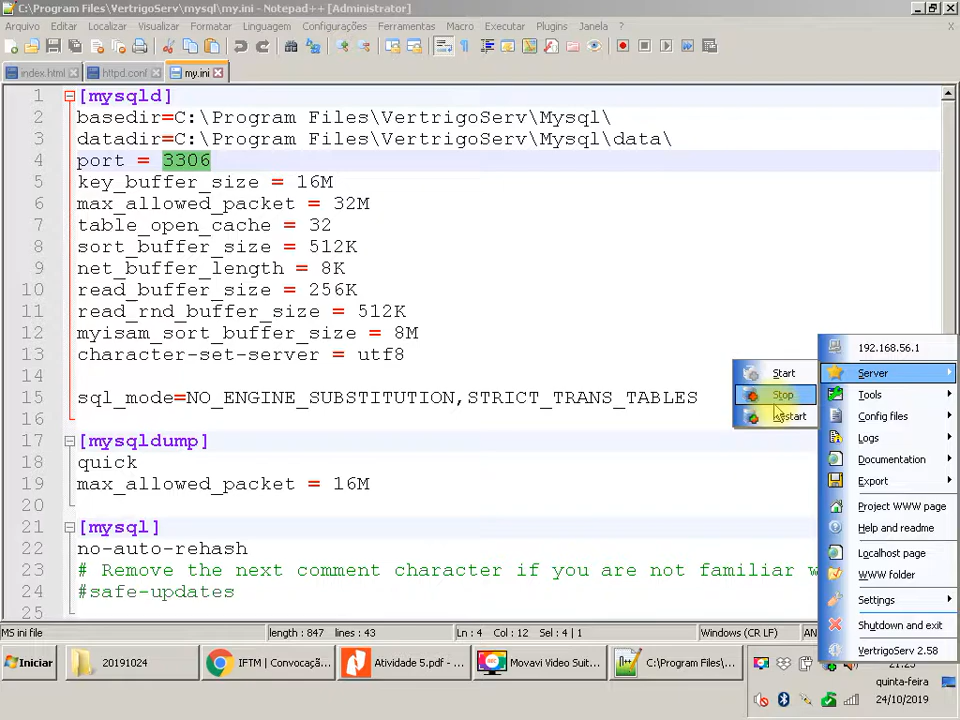 C:\Program Files\VertrigoServ\mysql\my.ini - Notepad++ [Administrator]
Arquivo Editar Localizar Visualizar Formatar Linguagem Configurações Ferramentas Macro Executar Plugins Janela ? X
index.html httpd.conf my.ini
1 [mysqld]
2 basedir=C:\Program Files\VertrigoServ\Mysql\
3 datadir=C:\Program Files\VertrigoServ\Mysql\data\
4 port = 3306
5 key_buffer_size = 16M
6 max_allowed_packet = 32M
7 table_open_cache = 32
8 sort_buffer_size = 512K
9 net_buffer_length = 8K
10 read_buffer_size = 256K
11 read_rnd_buffer_size = 512K
12 myisam_sort_buffer_size = 8M
13 character-set-server = utf8
14
15 sql_mode=NO_ENGINE_SUBSTITUTION,STRICT_TRANS_TABLES
16
17 [mysqldump]
18 quick
19 max_allowed_packet = 16M
20
21 [mysql]
22 no-auto-rehash
23 # Remove the next comment character if you are not familiar
24 #safe-updates
25
Start
Stop
Restart
192.168.56.1
Server
Tools
Config files
Logs
Documentation
Export
Project WWW page
Help and readme
Localhost page
WWW folder
Settings
Shutdown and exit
VertrigoServ 2.58
MS ini file length : 847 lines : 43 Ln : 4 Col : 12 Sel : 4 | 1 Windows (CR LF)
Iniciar 20191024 IFTM | Convocação... Atividade 5.pdf - ... Movavi Video Suit... C:\Program Files\...
quinta-feira
24/10/2019